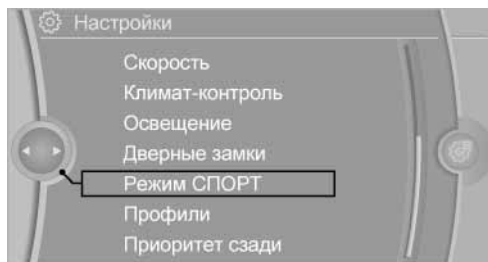 Настройки
Скорость
Климат-контроль
Освещение
Дверные замки
Режим СПОРТ
Профили
Приоритет сзади